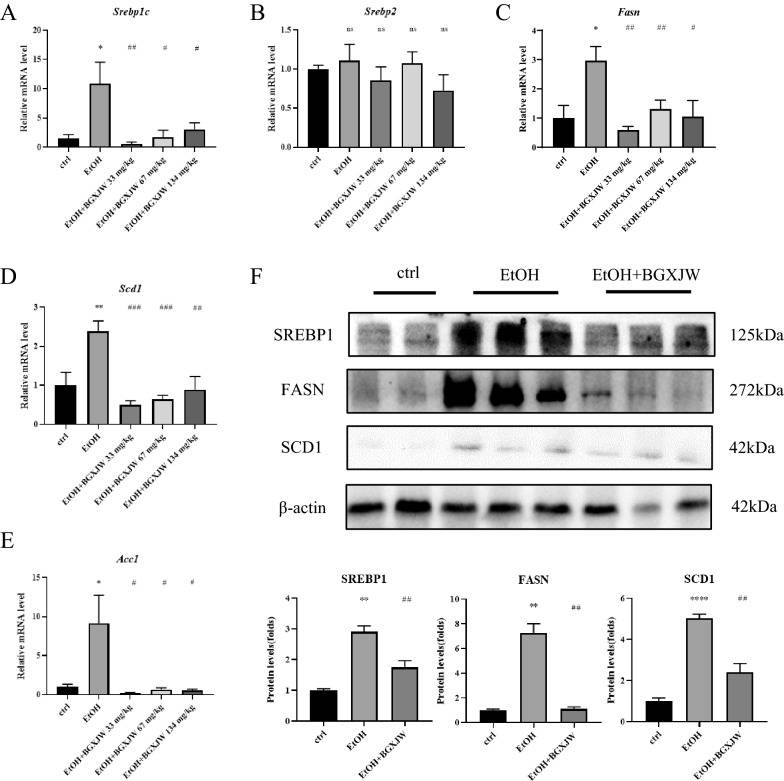 A
Srebp1c
Relative mRNA level
20
15
10
5
0
* ## # #
ctrl
EtOH
EtOH+BGXJW 33 mg/kg
EtOH+BGXJW 67 mg/kg
EtOH+BGXJW 134 mg/kg
B
Srebp2
Relative mRNA level
2.0
1.5
1.0
0.5
0.0
ns ns ns ns
ctrl
EtOH
EtOH+BGXJW 33 mg/kg
EtOH+BGXJW 67 mg/kg
EtOH+BGXJW 134 mg/kg
C
Fasn
Relative mRNA level
4
3
2
1
0
* ## ## #
ctrl
EtOH
EtOH+BGXJW 33 mg/kg
EtOH+BGXJW 67 mg/kg
EtOH+BGXJW 134 mg/kg
D
Scd1
Relative mRNA level
3
2
1
0
** ### ### ##
ctrl
EtOH
EtOH+BGXJW 33 mg/kg
EtOH+BGXJW 67 mg/kg
EtOH+BGXJW 134 mg/kg
E
Acc1
Relative mRNA level
15
10
5
0
* # # #
ctrl
EtOH
EtOH+BGXJW 33 mg/kg
EtOH+BGXJW 67 mg/kg
EtOH+BGXJW 134 mg/kg
F
ctrl EtOH EtOH+BGXJW
SREBP1 125kDa
FASN 272kDa
SCD1 42kDa
β-actin 42kDa
SREBP1
Protein levels(folds)
4
3
2
1
0
** ##
ctrl
EtOH
EtOH+BGXJW
FASN
Protein levels(folds)
10
8
6
4
2
0
** ##
ctrl
EtOH
EtOH+BGXJW
SCD1
Protein levels(folds)
6
4
2
0
**** ##
ctrl
EtOH
EtOH+BGXJW